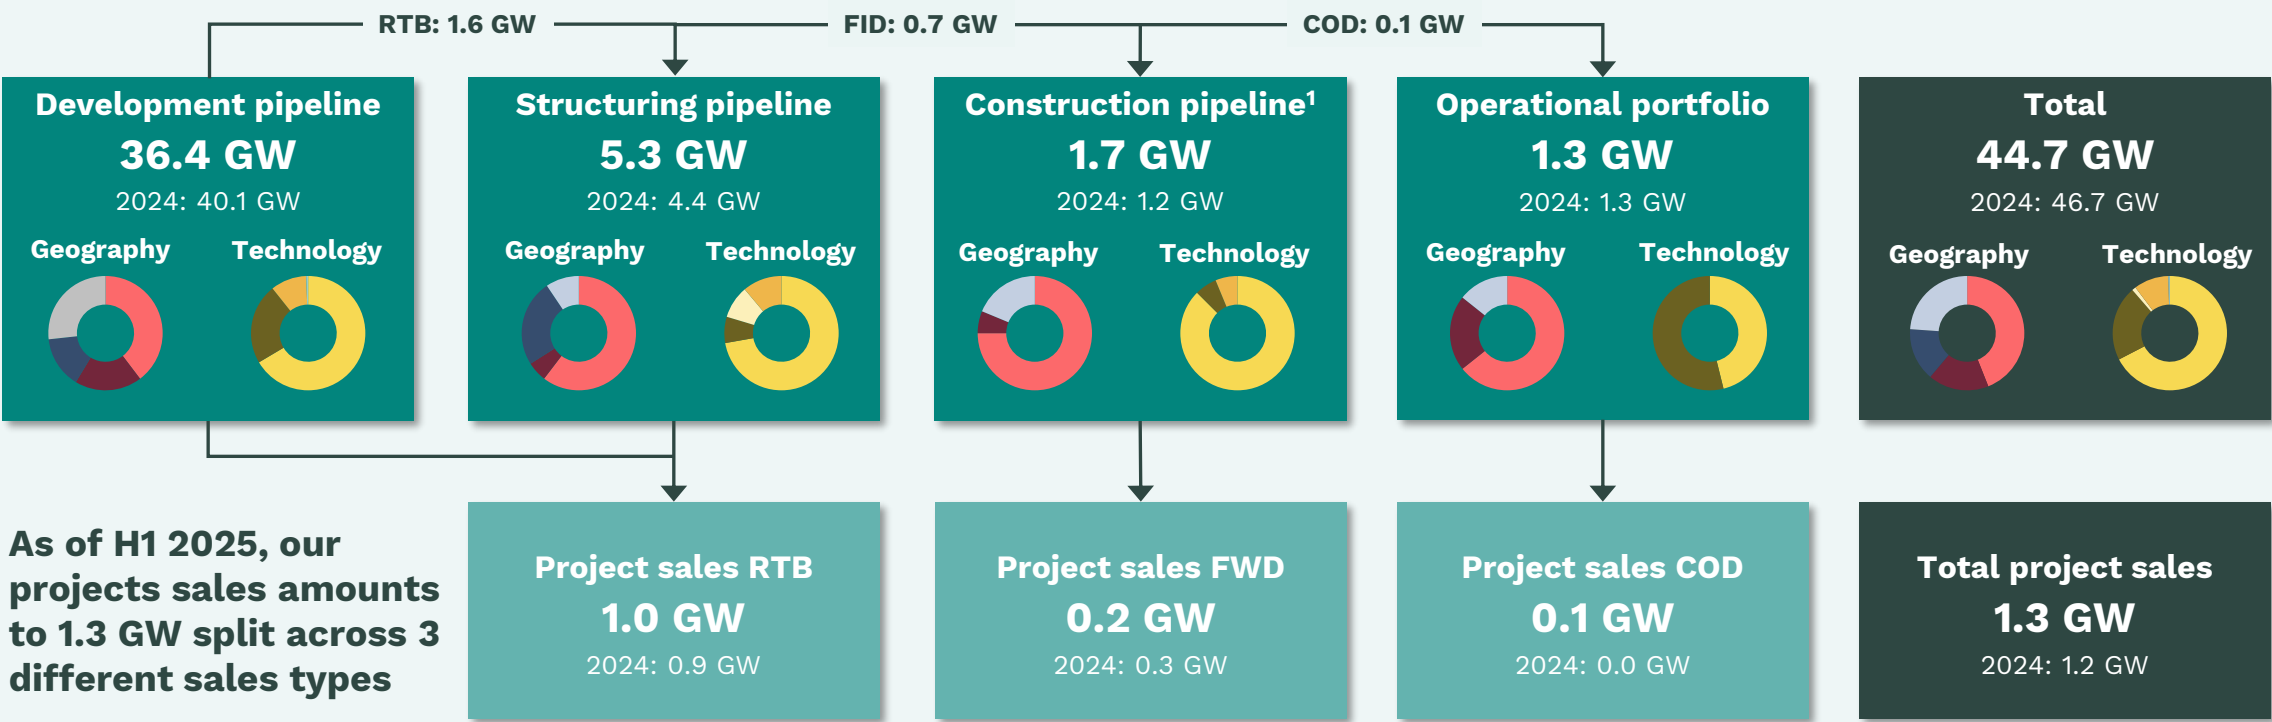 RTB: 1.6 GW
FID: 0.7 GW
COD: 0.1 GW
Development pipeline
36.4 GW
2024: 40.1 GW
Geography
Technology
Structuring pipeline
5.3 GW
2024: 4.4 GW
Geography
Technology
Construction pipeline¹
1.7 GW
2024: 1.2 GW
Geography
Technology
Operational portfolio
1.3 GW
2024: 1.3 GW
Geography
Technology
Total
44.7 GW
2024: 46.7 GW
Geography
Technology
As of H1 2025, our
projects sales amounts
to 1.3 GW split across 3
different sales types
Project sales RTB
1.0 GW
2024: 0.9 GW
Project sales FWD
0.2 GW
2024: 0.3 GW
Project sales COD
0.1 GW
2024: 0.0 GW
Total project sales
1.3 GW
2024: 1.2 GW